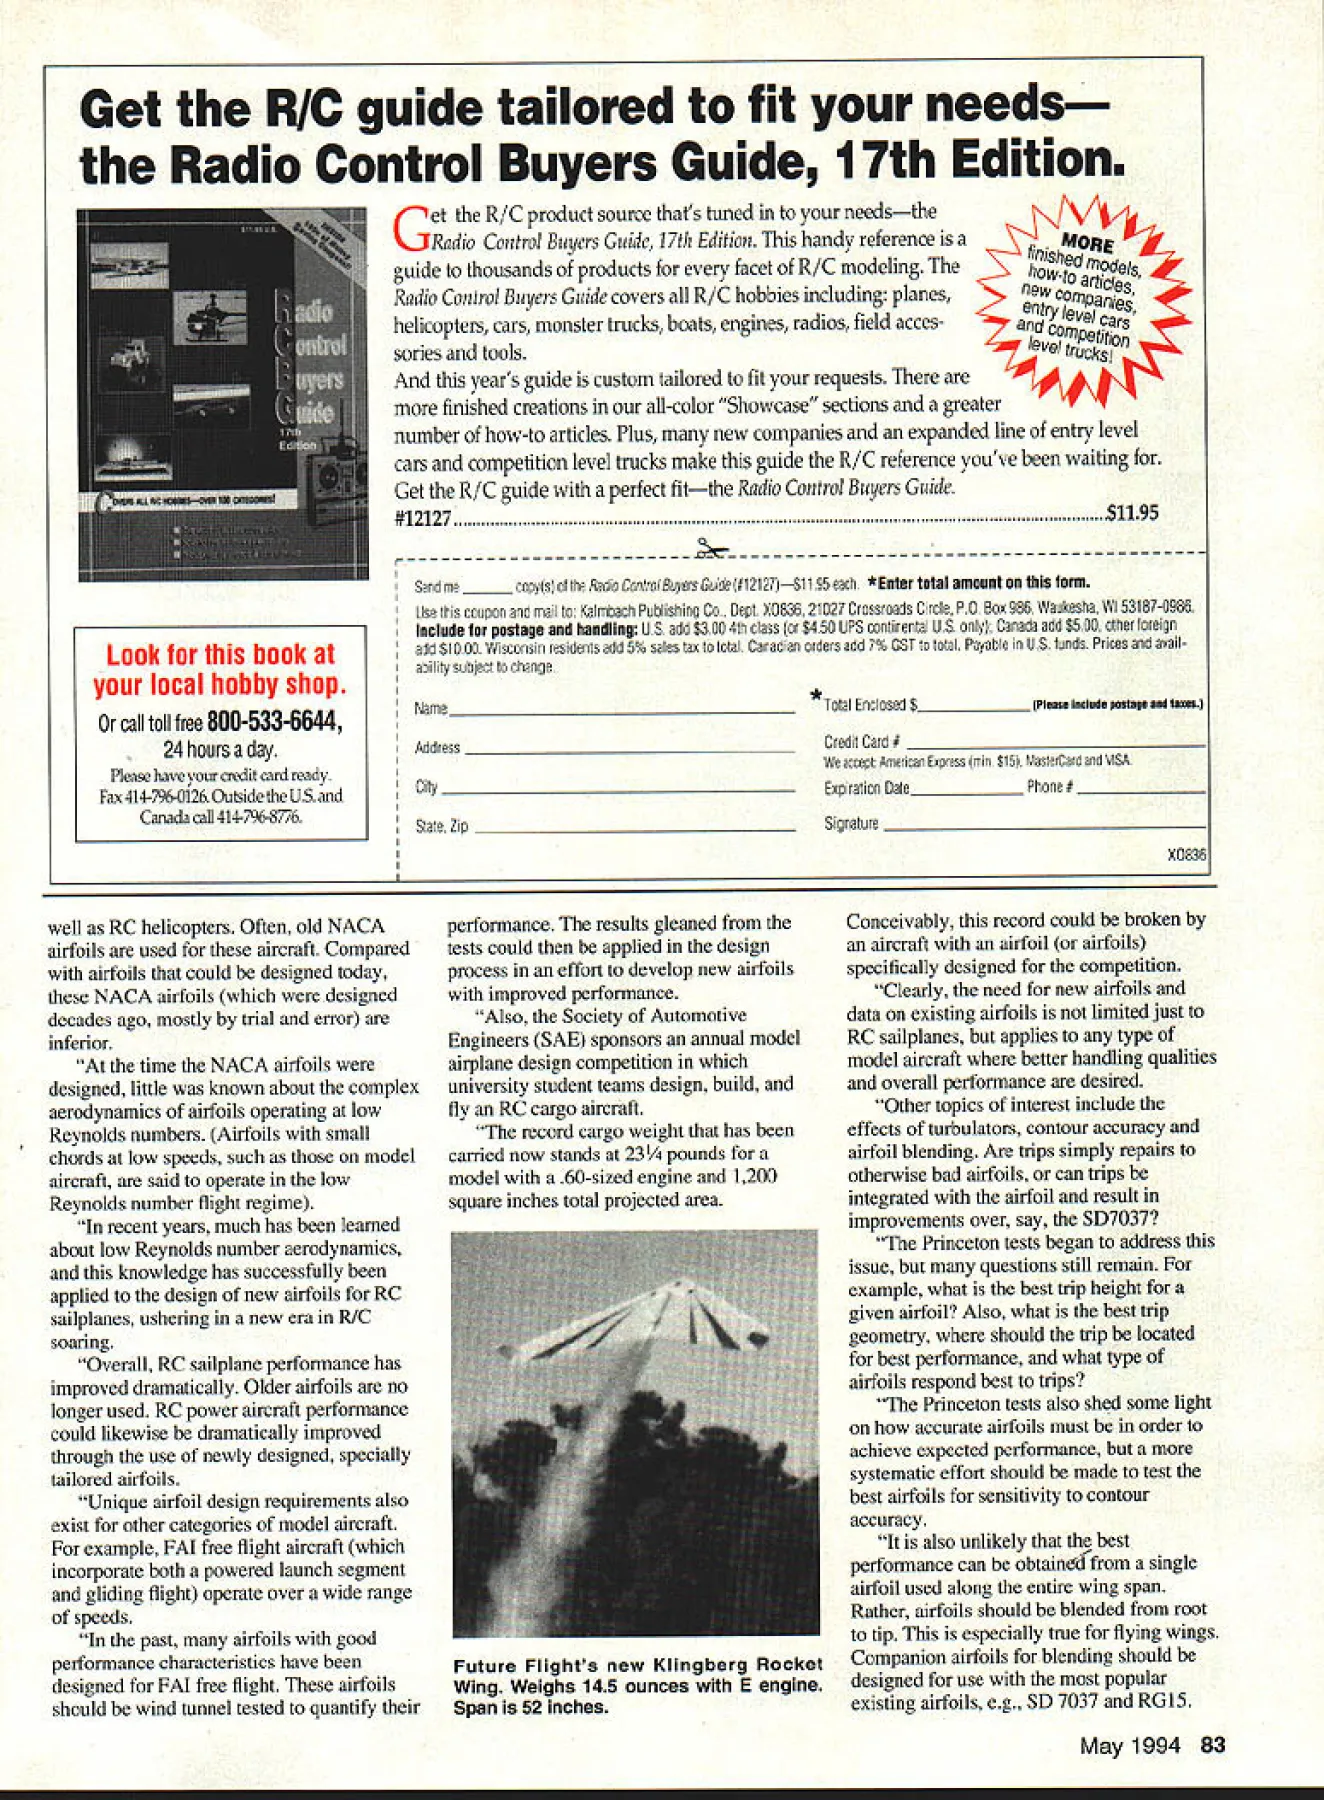 Get the R/C guide tailored to fit your needs—
the Radio Control Buyers Guide, 17th Edition.
Radio
Control
Buyers
Guide
17th
Edition
COVERS ALL R/C HOBBIES—OVER 100 CATEGORIES!
Get the R/C product source that's tuned in to your needs—the
Radio Control Buyers Guide, 17th Edition. This handy reference is a
guide to thousands of products for every facet of R/C modeling. The
Radio Control Buyers Guide covers all R/C hobbies including: planes,
helicopters, cars, monster trucks, boats, engines, radios, field acces-
sories and tools.
And this year's guide is custom tailored to fit your requests. There are
more finished creations in our all-color "Showcase" sections and a greater
number of how-to articles. Plus, many new companies and an expanded line of entry level
cars and competition level trucks make this guide the R/C reference you've been waiting for.
Get the R/C guide with a perfect fit—the Radio Control Buyers Guide.
#12127 $11.95
MORE
finished models,
how-to articles,
new companies,
entry level cars
and competition
level trucks!
Look for this book at
your local hobby shop.
Or call toll free 800-533-6644,
24 hours a day.
Please have your credit card ready.
Fax 414-796-0126. Outside the U.S. and
Canada call 414-796-8776.
Send me ______ copy(s) of the Radio Control Buyers Guide (#12127)—$11.95 each. *Enter total amount on this form.
Use this coupon and mail to: Kalmbach Publishing Co., Dept. X0836, 21027 Crossroads Circle, P.O. Box 986, Waukesha, WI 53187-0986.
Include for postage and handling: U.S. add $3.00 4th class (or $4.50 UPS continental U.S. only); Canada add $5.00, other foreign
add $10.00. Wisconsin residents add 5% sales tax to total. Canadian orders add 7% GST to total. Payable in U.S. funds. Prices and avail-
ability subject to change.
Name
Address
City
State, Zip
*Total Enclosed $ (Please include postage and taxes.)
Credit Card #
We accept American Express (min. $15), MasterCard and VISA.
Expiration Date Phone #
Signature
X0836
well as RC helicopters. Often, old NACA
airfoils are used for these aircraft. Compared
with airfoils that could be designed today,
these NACA airfoils (which were designed
decades ago, mostly by trial and error) are
inferior.
"At the time the NACA airfoils were
designed, little was known about the complex
aerodynamics of airfoils operating at low
Reynolds numbers. (Airfoils with small
chords at low speeds, such as those on model
aircraft, are said to operate in the low
Reynolds number flight regime).
"In recent years, much has been learned
about low Reynolds number aerodynamics,
and this knowledge has successfully been
applied to the design of new airfoils for RC
sailplanes, ushering in a new era in R/C
soaring.
"Overall, RC sailplane performance has
improved dramatically. Older airfoils are no
longer used. RC power aircraft performance
could likewise be dramatically improved
through the use of newly designed, specially
tailored airfoils.
"Unique airfoil design requirements also
exist for other categories of model aircraft.
For example, FAI free flight aircraft (which
incorporate both a powered launch segment
and gliding flight) operate over a wide range
of speeds.
"In the past, many airfoils with good
performance characteristics have been
designed for FAI free flight. These airfoils
should be wind tunnel tested to quantify their
performance. The results gleaned from the
tests could then be applied in the design
process in an effort to develop new airfoils
with improved performance.
"Also, the Society of Automotive
Engineers (SAE) sponsors an annual model
airplane design competition in which
university student teams design, build, and
fly an RC cargo aircraft.
"The record cargo weight that has been
carried now stands at 23¼ pounds for a
model with a .60-sized engine and 1,200
square inches total projected area.
Future Flight's new Klingberg Rocket
Wing. Weighs 14.5 ounces with E engine.
Span is 52 inches.
Conceivably, this record could be broken by
an aircraft with an airfoil (or airfoils)
specifically designed for the competition.
"Clearly, the need for new airfoils and
data on existing airfoils is not limited just to
RC sailplanes, but applies to any type of
model aircraft where better handling qualities
and overall performance are desired.
"Other topics of interest include the
effects of turbulators, contour accuracy and
airfoil blending. Are trips simply repairs to
otherwise bad airfoils, or can trips be
integrated with the airfoil and result in
improvements over, say, the SD7037?
"The Princeton tests began to address this
issue, but many questions still remain. For
example, what is the best trip height for a
given airfoil? Also, what is the best trip
geometry, where should the trip be located
for best performance, and what type of
airfoils respond best to trips?
"The Princeton tests also shed some light
on how accurate airfoils must be in order to
achieve expected performance, but a more
systematic effort should be made to test the
best airfoils for sensitivity to contour
accuracy.
"It is also unlikely that the best
performance can be obtained from a single
airfoil used along the entire wing span.
Rather, airfoils should be blended from root
to tip. This is especially true for flying wings.
Companion airfoils for blending should be
designed for use with the most popular
existing airfoils, e.g., SD 7037 and RG15.
May 1994 83